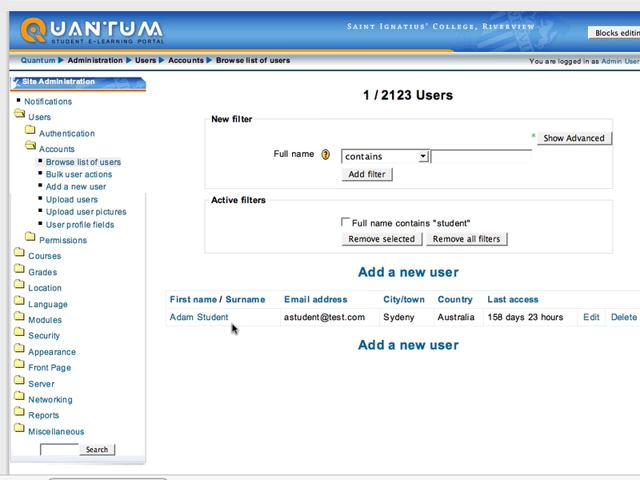 QUANTUM
STUDENT E-LEARNING PORTAL
SAINT IGNATIUS' COLLEGE, RIVERVIEW
Blocks editin
Quantum ► Administration ► Users ► Accounts ► Browse list of users
You are logged in as Admin User
Site Administration
Notifications
Users
Authentication
Accounts
Browse list of users
Bulk user actions
Add a new user
Upload users
Upload user pictures
User profile fields
Permissions
Courses
Grades
Location
Language
Modules
Security
Appearance
Front Page
Server
Networking
Reports
Miscellaneous
Search
1 / 2123 Users
New filter
* Show Advanced
Full name ? contains
Add filter
Active filters
Full name contains "student"
Remove selected Remove all filters
Add a new user
First name / Surname Email address City/town Country Last access
Adam Student astudent@test.com Sydeny Australia 158 days 23 hours Edit Delete
Add a new user